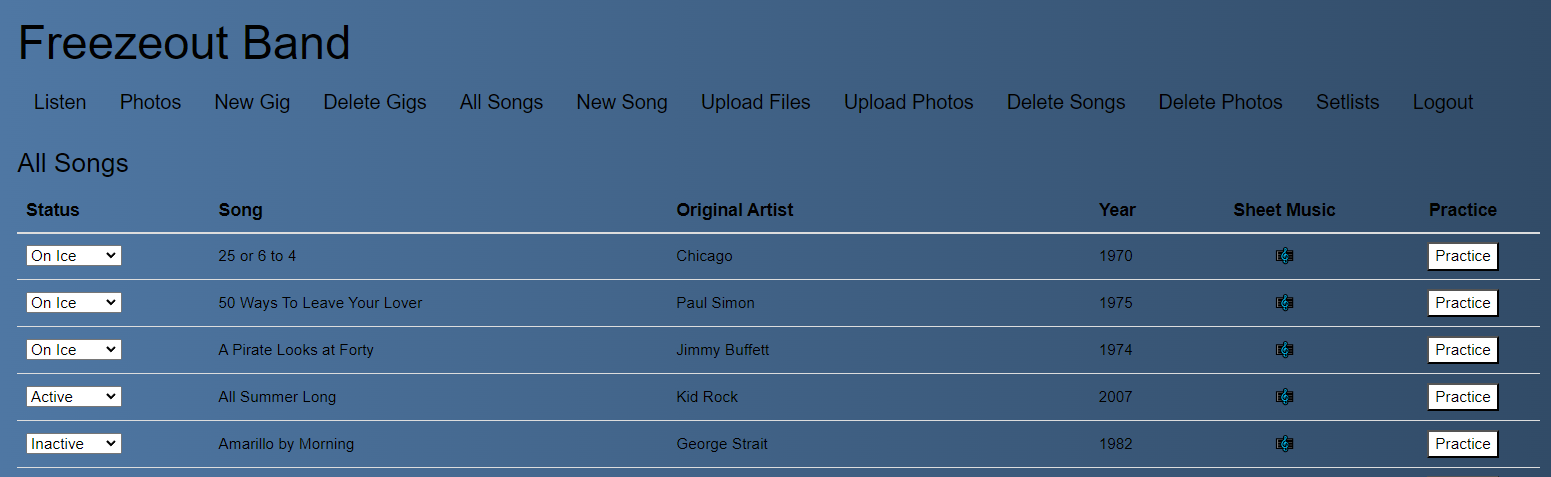 Freezeout Band
Listen Photos New Gig Delete Gigs All Songs New Song Upload Files Upload Photos Delete Songs Delete Photos Setlists Logout
All Songs
Status Song Original Artist Year Sheet Music Practice
On Ice 25 or 6 to 4 Chicago 1970 Practice
On Ice 50 Ways To Leave Your Lover Paul Simon 1975 Practice
On Ice A Pirate Looks at Forty Jimmy Buffett 1974 Practice
Active All Summer Long Kid Rock 2007 Practice
Inactive Amarillo by Morning George Strait 1982 Practice